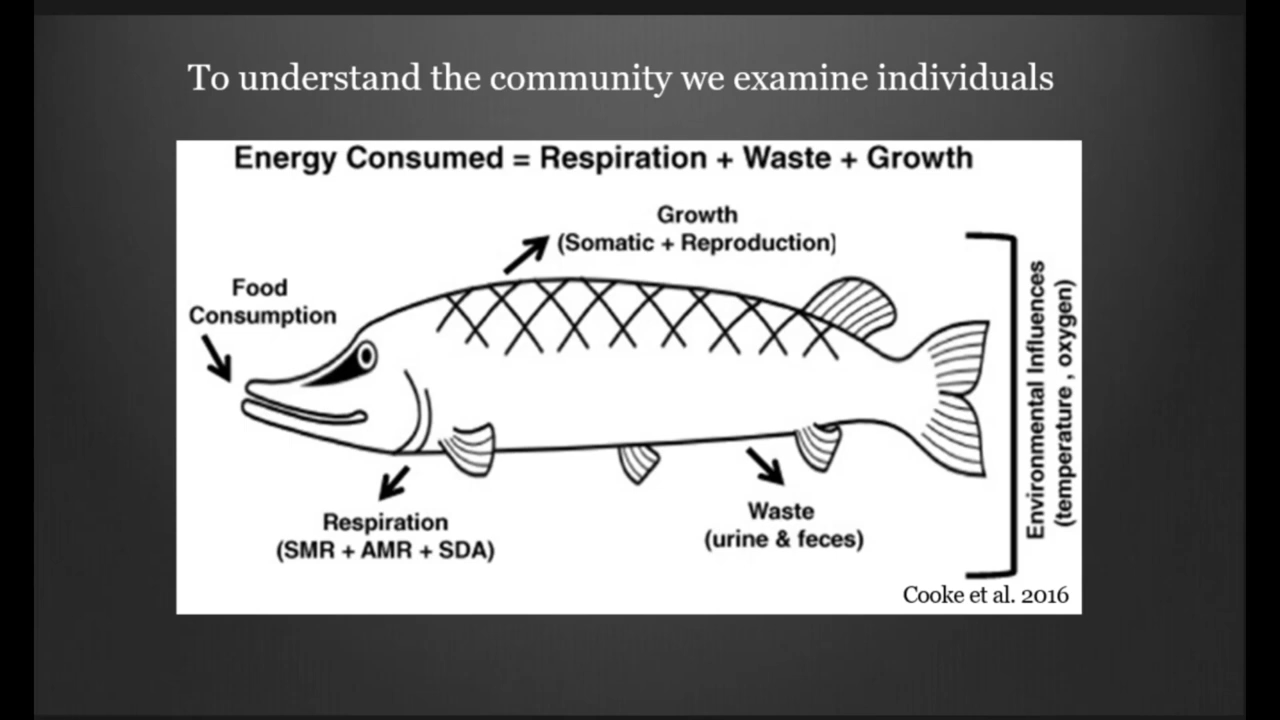 To understand the community we examine individuals
Energy Consumed = Respiration + Waste + Growth
Growth
(Somatic + Reproduction)
Food
Consumption
Respiration
(SMR + AMR + SDA)
Waste
(urine & feces)
Environmental Influences
(temperature , oxygen)
Cooke et al. 2016